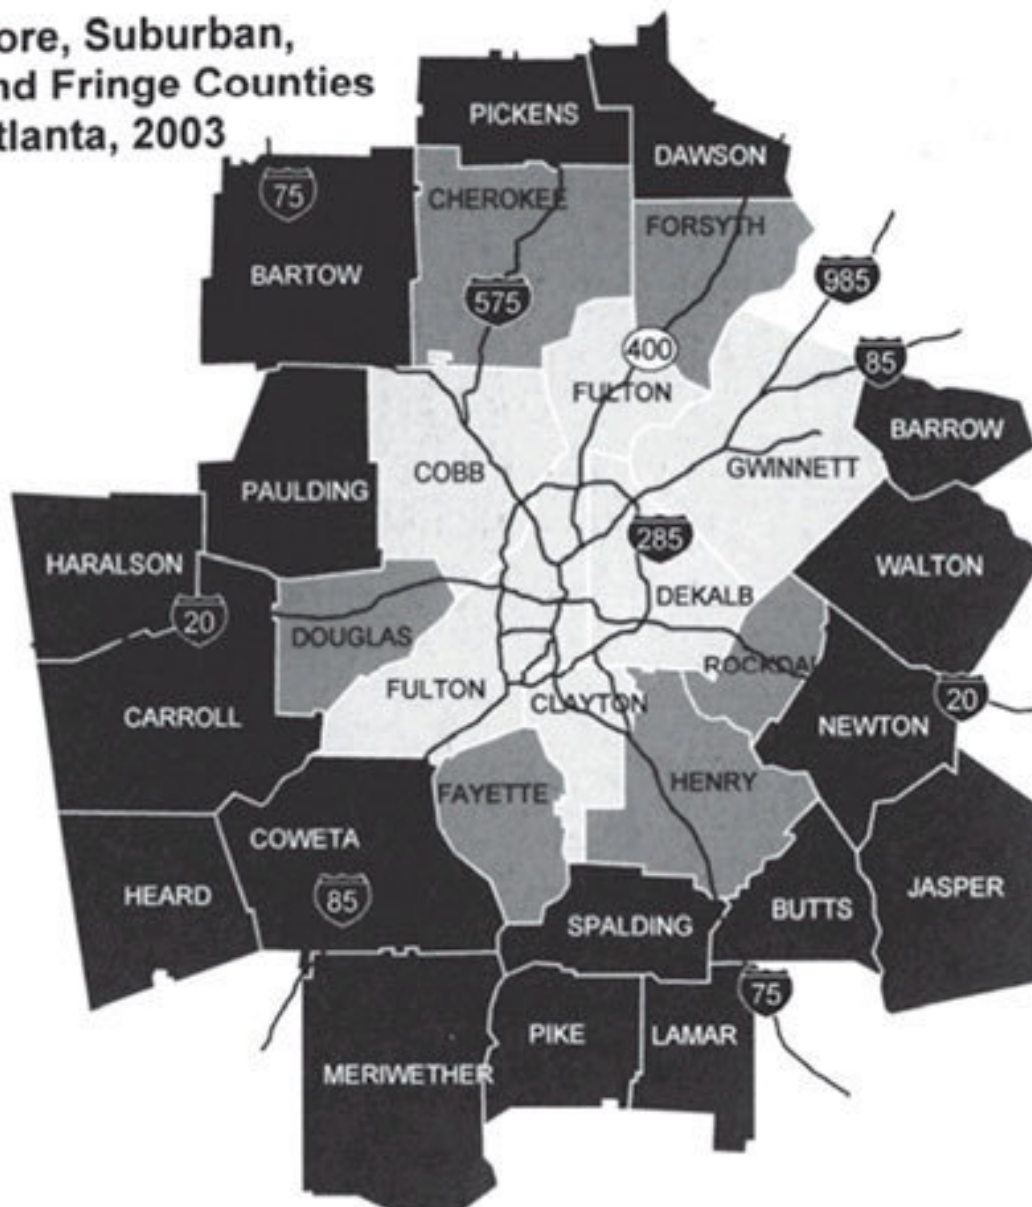 ore, Suburban,
nd Fringe Counties
tlanta, 2003
PICKENS
DAWSON
75
CHEROKEE
FORSYTH
BARTOW
575
985
400
85
FULTON
BARROW
COBB
GWINNETT
PAULDING
285
HARALSON
WALTON
DEKALB
20
DOUGLAS
ROCKDAL
FULTON
CLAYTON
20
CARROLL
NEWTON
HENRY
FAYETTE
COWETA
HEARD
85
JASPER
BUTTS
SPALDING
75
PIKE
LAMAR
MERIWETHER